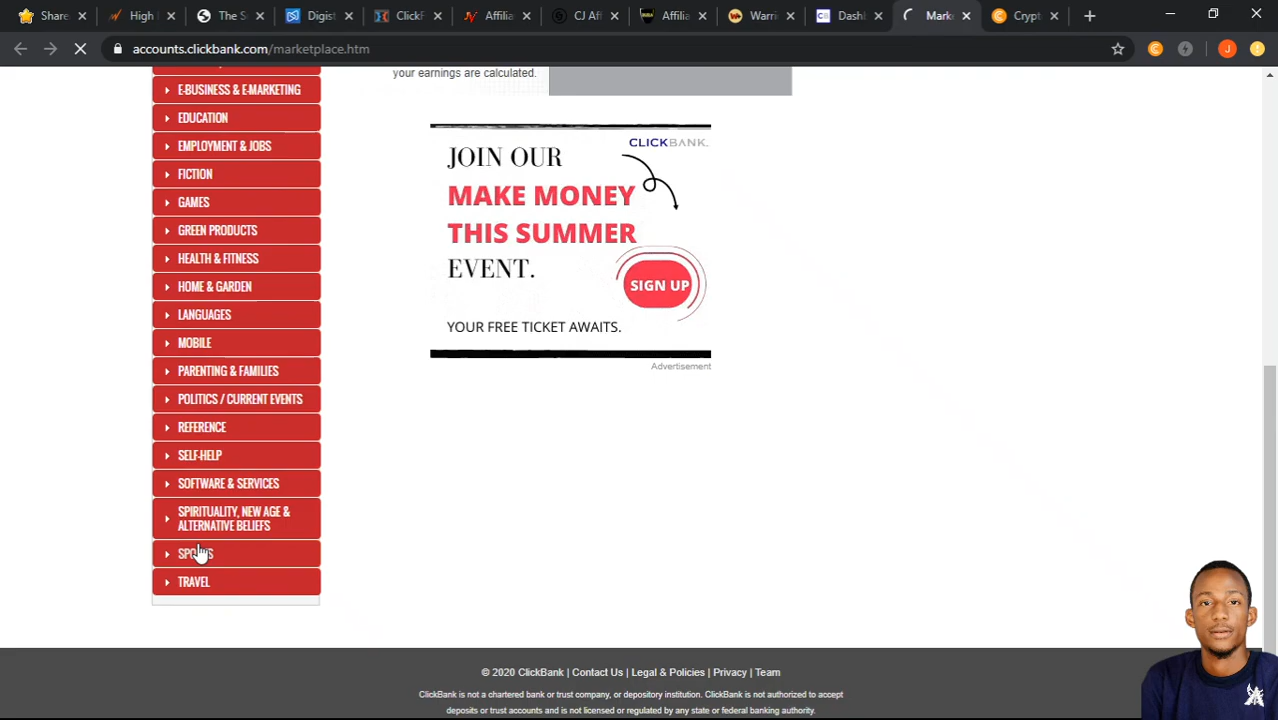 Share
High
The S
Digist
ClickF
Affilia
CJ Aff
Affilia
Warri
CB Dash
Mark
Crypt
accounts.clickbank.com/marketplace.htm
J
your earnings are calculated.
E-BUSINESS & E-MARKETING
EDUCATION
EMPLOYMENT & JOBS
FICTION
GAMES
GREEN PRODUCTS
HEALTH & FITNESS
HOME & GARDEN
LANGUAGES
MOBILE
PARENTING & FAMILIES
POLITICS / CURRENT EVENTS
REFERENCE
SELF-HELP
SOFTWARE & SERVICES
SPIRITUALITY, NEW AGE &
ALTERNATIVE BELIEFS
SPORTS
TRAVEL
CLICKBANK.
JOIN OUR
MAKE MONEY
THIS SUMMER
EVENT.
SIGN UP
YOUR FREE TICKET AWAITS.
Advertisement
© 2020 ClickBank | Contact Us | Legal & Policies | Privacy | Team
ClickBank is not a chartered bank or trust company, or depository institution. ClickBank is not authorized to accept
deposits or trust accounts and is not licensed or regulated by any state or federal banking authority.